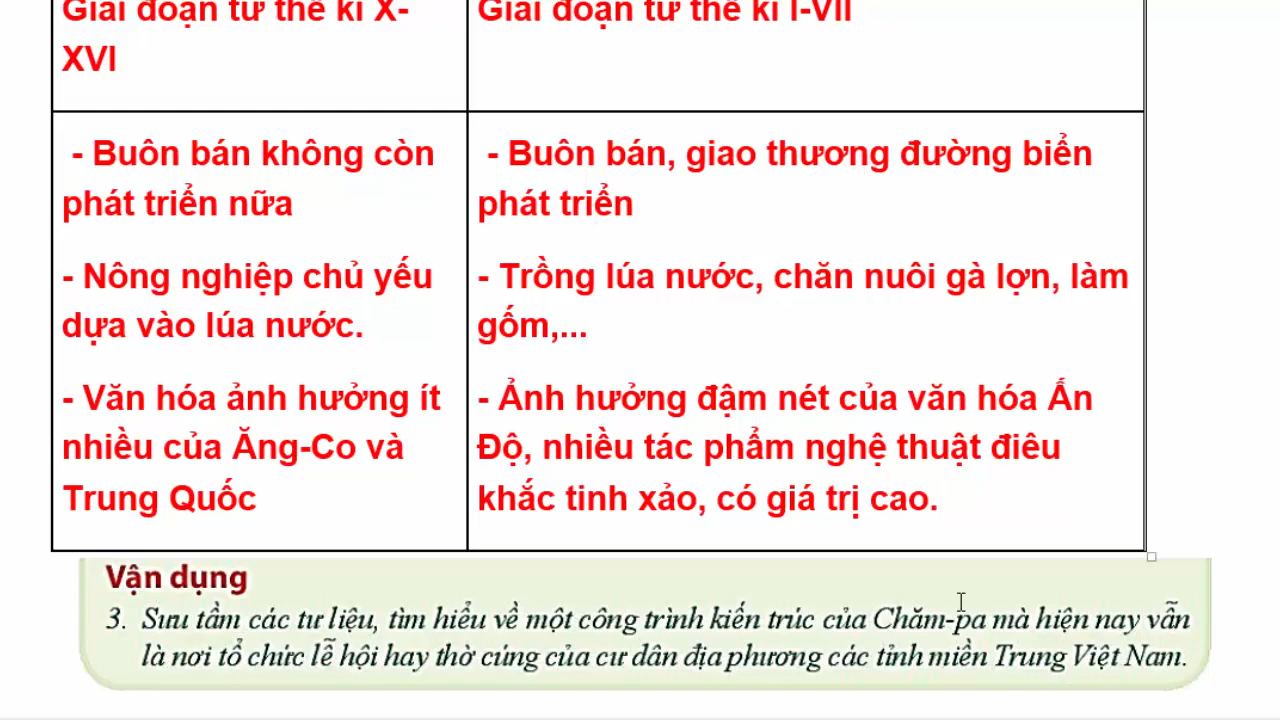 Giai đoạn từ thế kỉ X-
XVI
Giai đoạn từ thế kỉ I-VII
- Buôn bán không còn
phát triển nữa
- Nông nghiệp chủ yếu
dựa vào lúa nước.
- Văn hóa ảnh hưởng ít
nhiều của Ăng-Co và
Trung Quốc
- Buôn bán, giao thương đường biển
phát triển
- Trồng lúa nước, chăn nuôi gà lợn, làm
gốm,...
- Ảnh hưởng đậm nét của văn hóa Ấn
Độ, nhiều tác phẩm nghệ thuật điêu
khắc tinh xảo, có giá trị cao.
Vận dụng
3. Sưu tầm các tư liệu, tìm hiểu về một công trình kiến trúc của Chăm-pa mà hiện nay vẫn
là nơi tổ chức lễ hội hay thờ cúng của cư dân địa phương các tỉnh miền Trung Việt Nam.